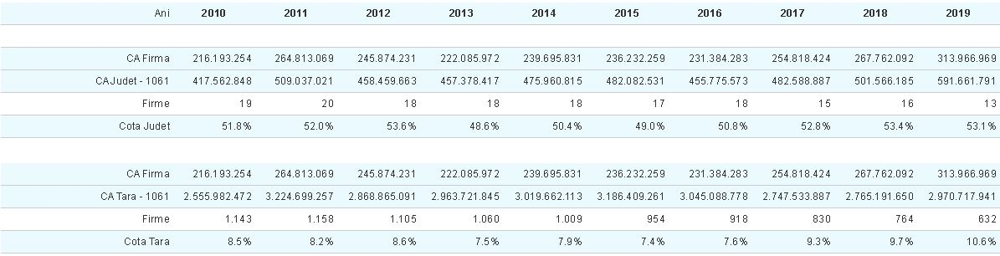 Ani 2010 2011 2012 2013 2014 2015 2016 2017 2018 2019
CA Firma 216.193.254 264.813.069 245.874.231 222.085.972 239.695.831 236.232.259 231.384.283 254.818.424 267.762.092 313.966.969
CA Judet - 1061 417.562.848 509.037.021 458.459.663 457.378.417 475.960.815 482.082.531 455.775.573 482.588.887 501.566.185 591.661.791
Firme 19 20 18 18 18 17 18 15 16 13
Cota Judet 51.8% 52.0% 53.6% 48.6% 50.4% 49.0% 50.8% 52.8% 53.4% 53.1%
CA Firma 216.193.254 264.813.069 245.874.231 222.085.972 239.695.831 236.232.259 231.384.283 254.818.424 267.762.092 313.966.969
CA Tara - 1061 2.555.982.472 3.224.699.257 2.868.865.091 2.963.721.845 3.019.662.113 3.186.409.261 3.045.088.778 2.747.533.887 2.765.191.650 2.970.717.941
Firme 1.143 1.158 1.105 1.060 1.009 954 918 830 764 632
Cota Tara 8.5% 8.2% 8.6% 7.5% 7.9% 7.4% 7.6% 9.3% 9.7% 10.6%